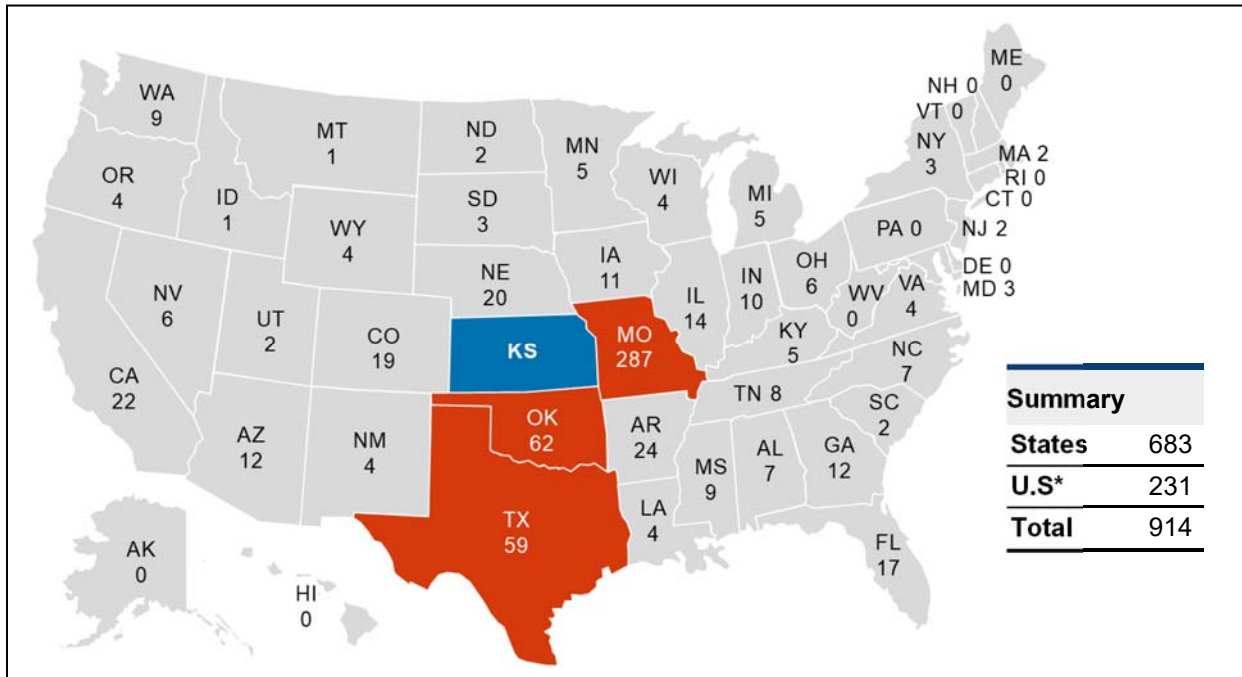 ME
0
NH 0
VT 0
WA
9
MT
1
ND
2
MN
5
NY
3
MA 2
RI 0
CT 0
OR
4
ID
1
SD
3
WI
4
MI
5
WY
4
PA 0
NJ 2
NE
20
IA
11
OH
6
DE 0
MD 3
NV
6
UT
2
CO
19
KS
MO
287
IL
14
IN
10
WV
0
VA
4
KY
5
NC
7
CA
22
TN 8
AZ
12
NM
4
OK
62
AR
24
SC
2
MS
9
AL
7
GA
12
TX
59
LA
4
FL
17
AK
0
HI
0
Summary
States 683
U.S* 231
Total 914